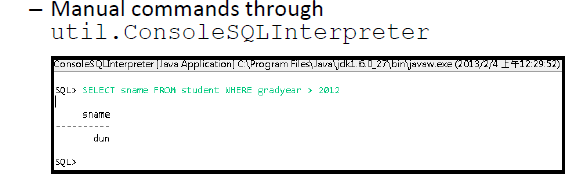 – Manual commands through
util.ConsoleSQLInterpreter
ConsoleSQLInterpreter [Java Application] C:\Program Files\Java\jdk1.6.0_27\bin\javaw.exe (2013/2/4 上午12:29:52)
SQL> SELECT sname FROM student WHERE gradyear > 2012
sname
----------
dun
SQL>